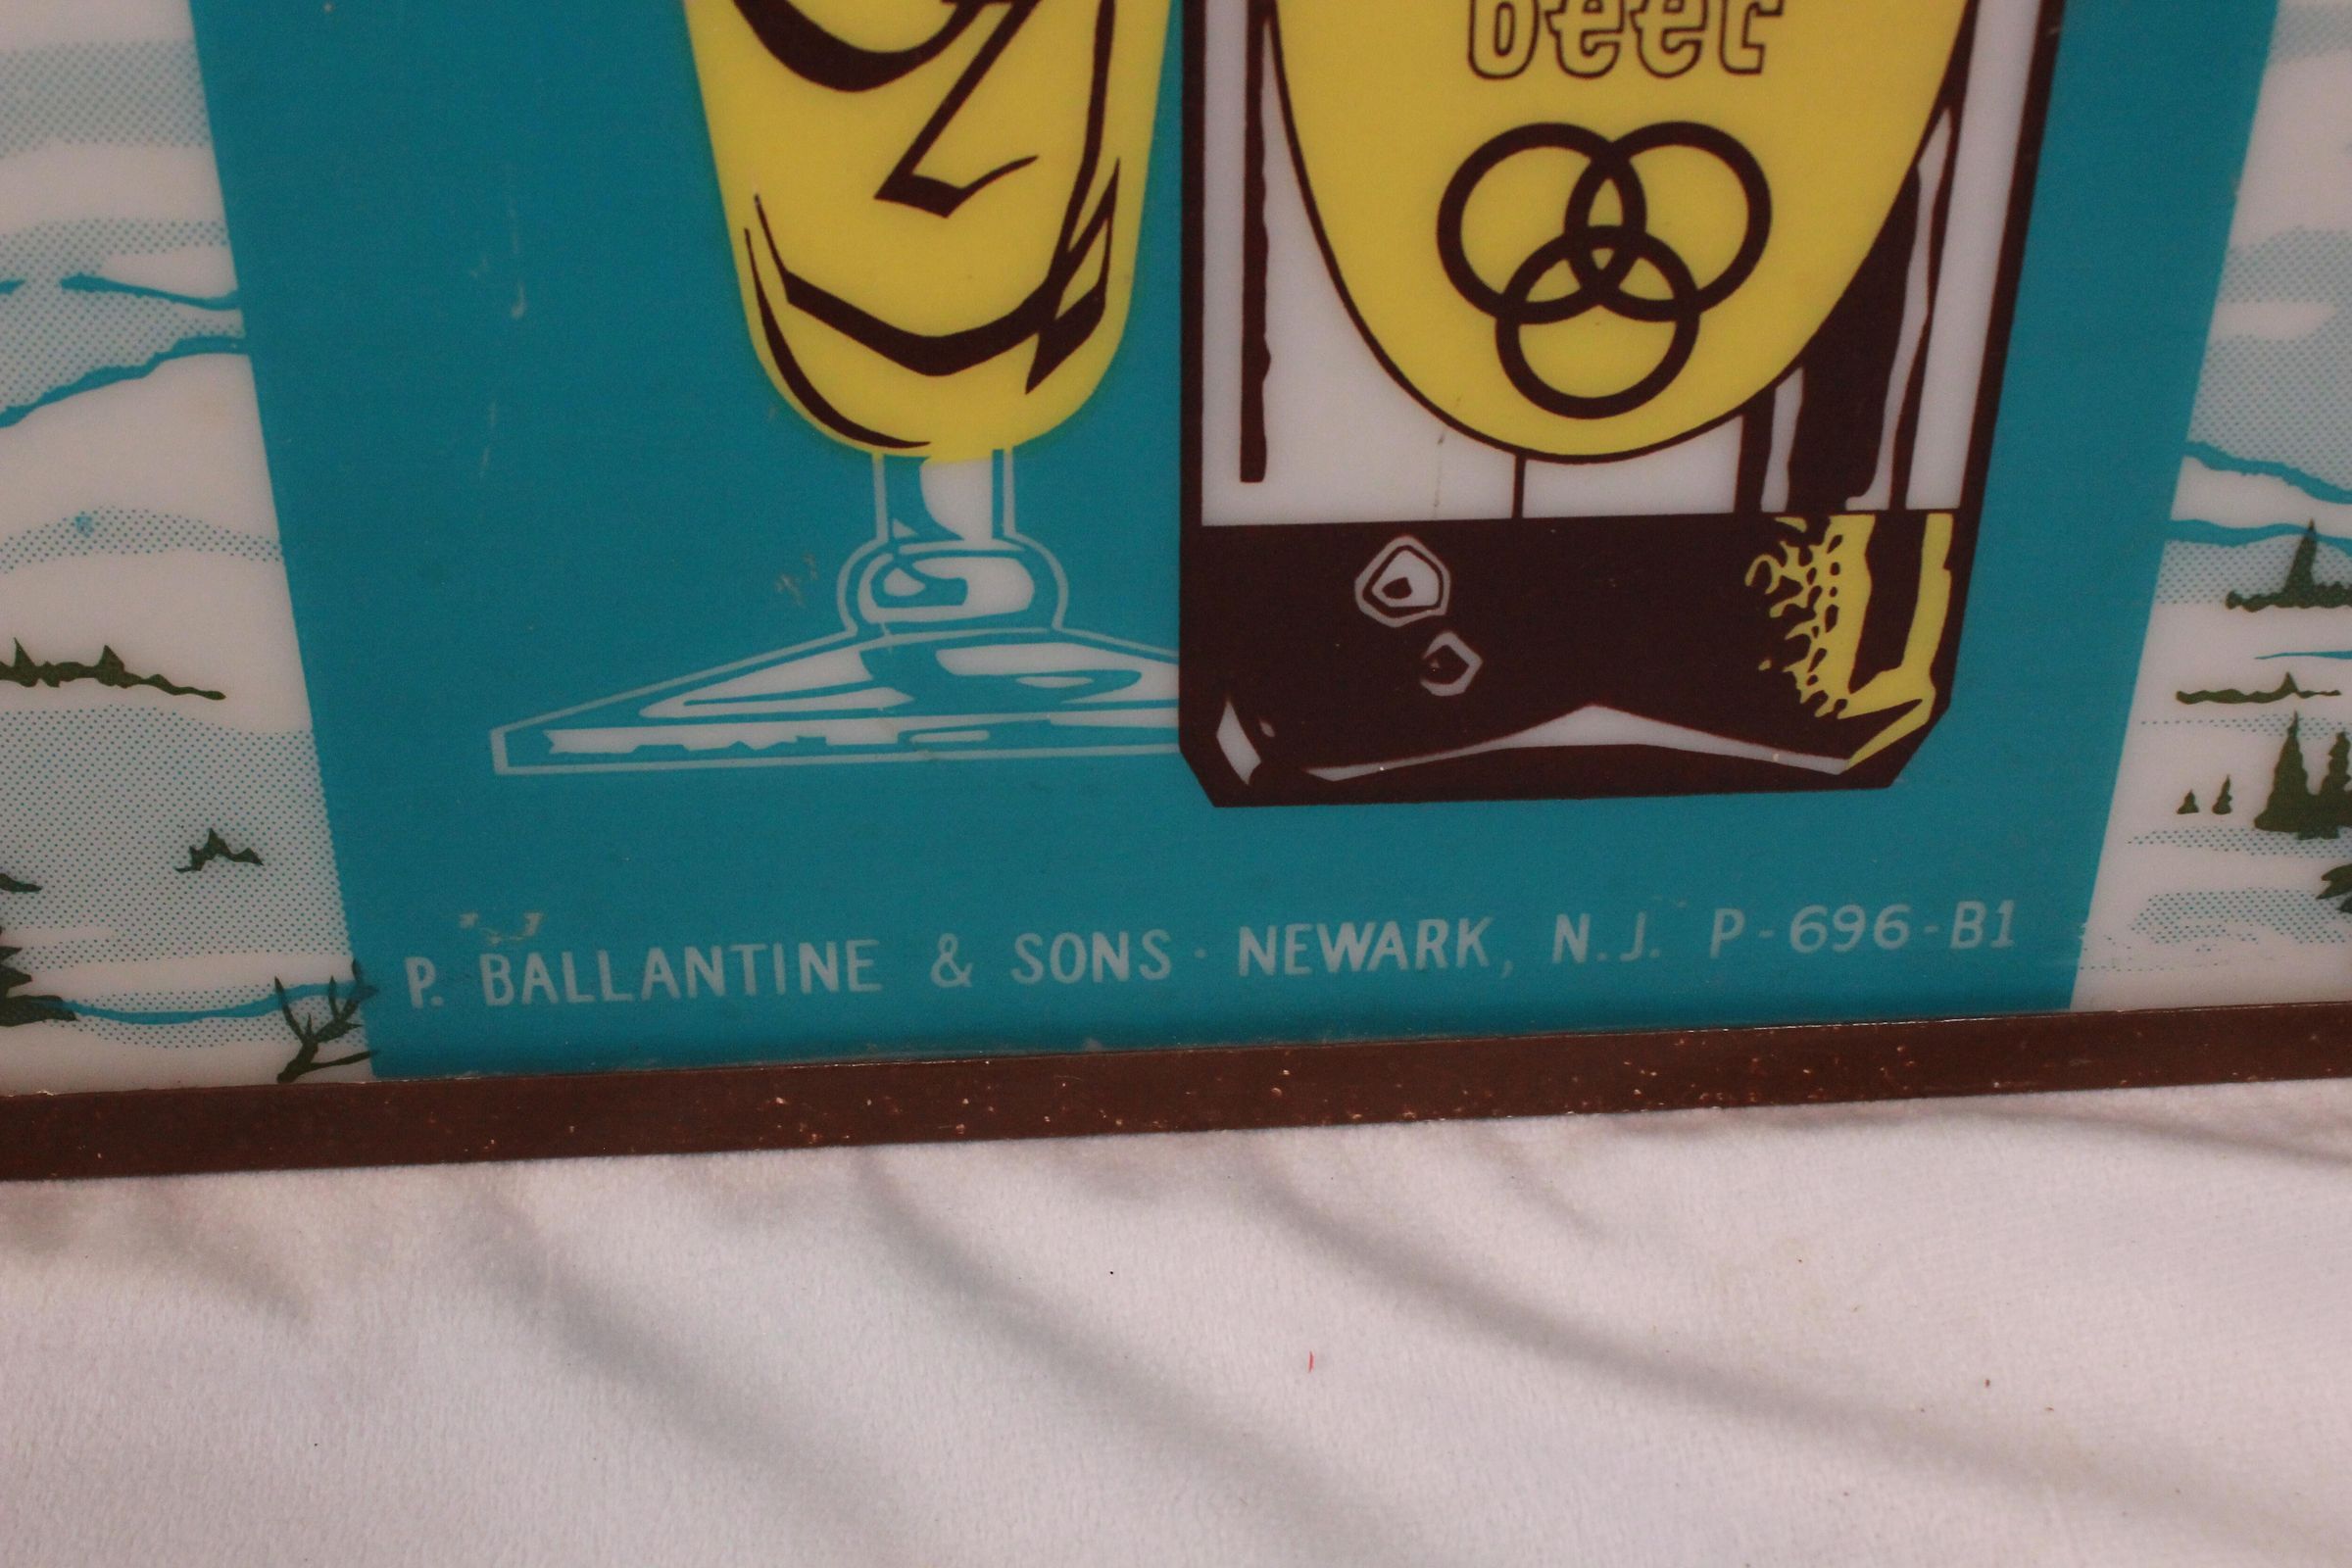 beer
P. BALLANTINE & SONS · NEWARK, N.J. P-696-B1